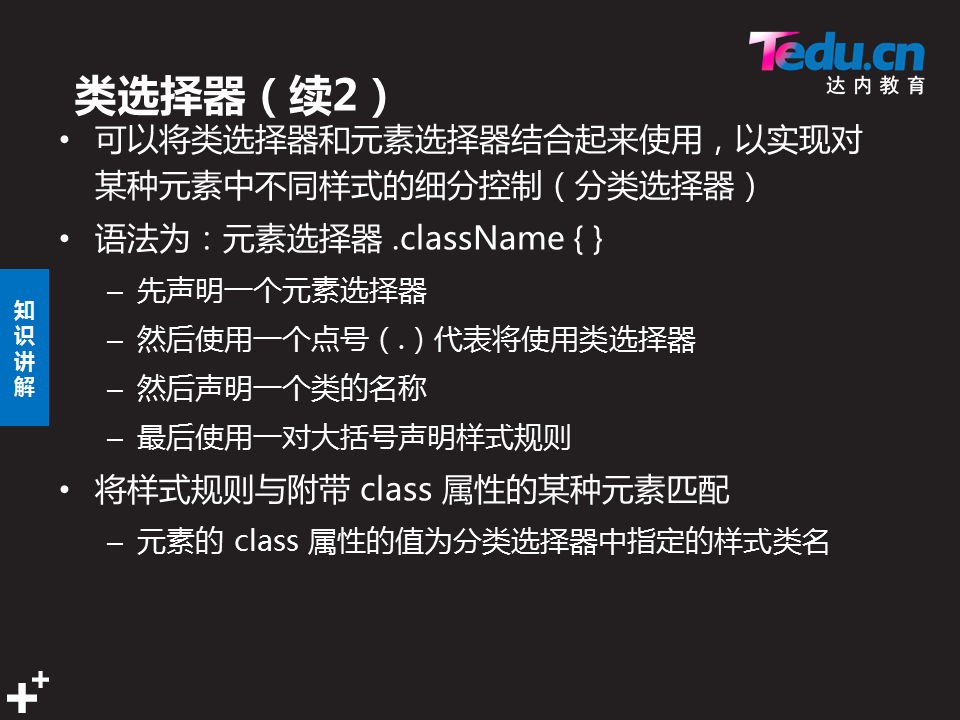 Tedu.cn
达内教育
类选择器（续2）
• 可以将类选择器和元素选择器结合起来使用，以实现对
某种元素中不同样式的细分控制（分类选择器）
• 语法为：元素选择器 .className { }
– 先声明一个元素选择器
– 然后使用一个点号（.）代表将使用类选择器
– 然后声明一个类的名称
– 最后使用一对大括号声明样式规则
• 将样式规则与附带 class 属性的某种元素匹配
– 元素的 class 属性的值为分类选择器中指定的样式类名
知
识
讲
解